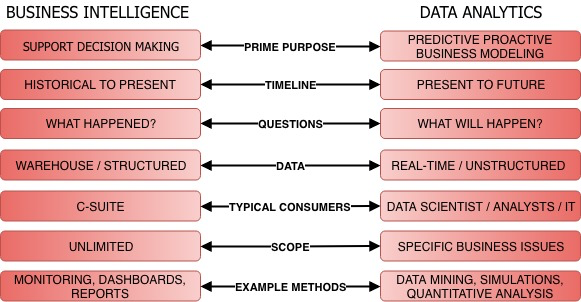 BUSINESS INTELLIGENCE
DATA ANALYTICS
SUPPORT DECISION MAKING
PRIME PURPOSE
PREDICTIVE PROACTIVE
BUSINESS MODELING
HISTORICAL TO PRESENT
TIMELINE
PRESENT TO FUTURE
WHAT HAPPENED?
QUESTIONS
WHAT WILL HAPPEN?
WAREHOUSE / STRUCTURED
DATA
REAL-TIME / UNSTRUCTURED
C-SUITE
TYPICAL CONSUMERS
DATA SCIENTIST / ANALYSTS / IT
UNLIMITED
SCOPE
SPECIFIC BUSINESS ISSUES
MONITORING, DASHBOARDS,
REPORTS
EXAMPLE METHODS
DATA MINING, SIMULATIONS,
QUANTITATIVE ANALYSIS